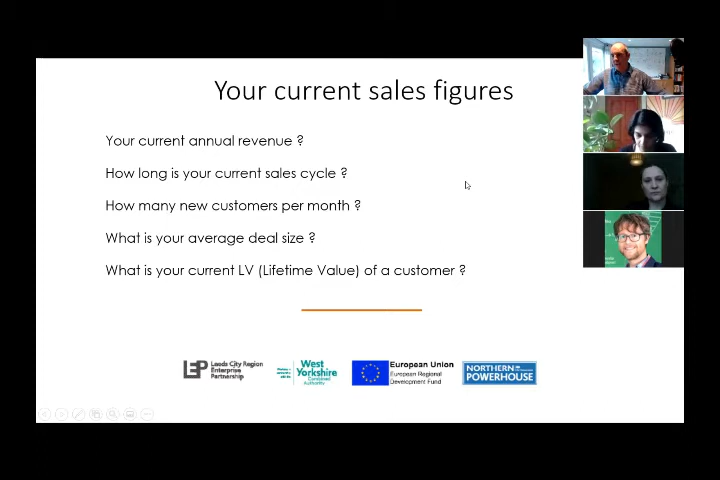 Your current sales figures
Your current annual revenue ?
How long is your current sales cycle ?
How many new customers per month ?
What is your average deal size ?
What is your current LV (Lifetime Value) of a customer ?
LEP
Leeds City Region
Enterprise
Partnership
West
Yorkshire
Combined
Authority
European Union
European Regional
Development Fund
NORTHERN
POWERHOUSE